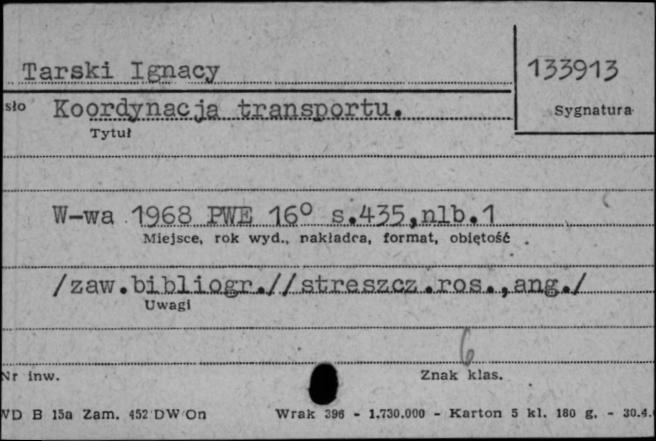 Tarski Ignacy
133913
sło Koordynacja transportu.
Sygnatura
Tytuł
W-wa 1968 PWE 16° s.435,nlb.1
Miejsce, rok wyd., nakładca, format, objętość
/zaw.bibliogr.//streszcz.ros.,ang./
Uwagi
6
Nr inw.
Znak klas.
VD B 15a Zam. 452 DW On Wrak 396 - 1.730.000 - Karton 5 kl. 180 g. - 30.4.